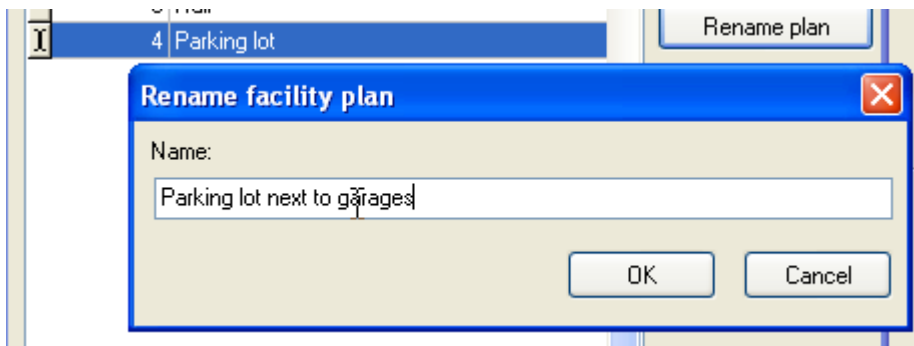 4 Parking lot
Rename plan
Rename facility plan
Name:
Parking lot next to garages
OK
Cancel